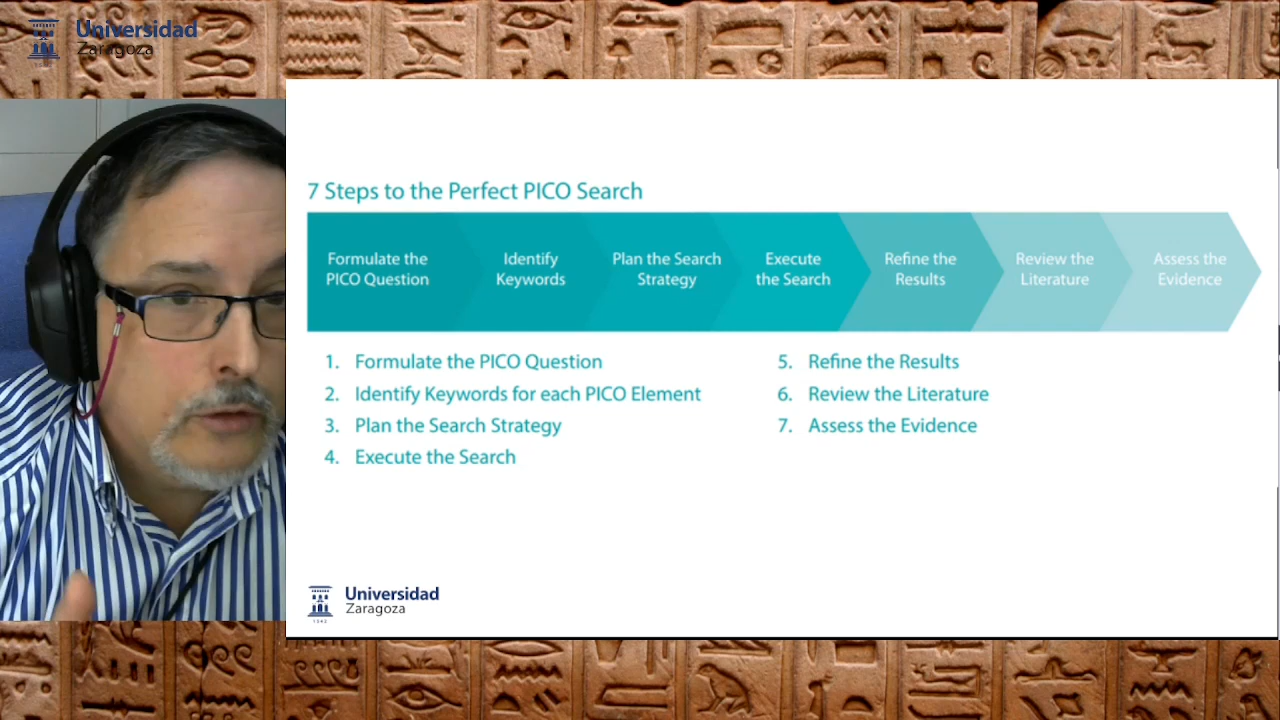 Universidad
Zaragoza
7 Steps to the Perfect PICO Search
Formulate the
PICO Question
Identify
Keywords
Plan the Search
Strategy
Execute
the Search
Refine the
Results
Review the
Literature
Assess the
Evidence
1. Formulate the PICO Question
2. Identify Keywords for each PICO Element
3. Plan the Search Strategy
4. Execute the Search
5. Refine the Results
6. Review the Literature
7. Assess the Evidence
Universidad
Zaragoza
1542